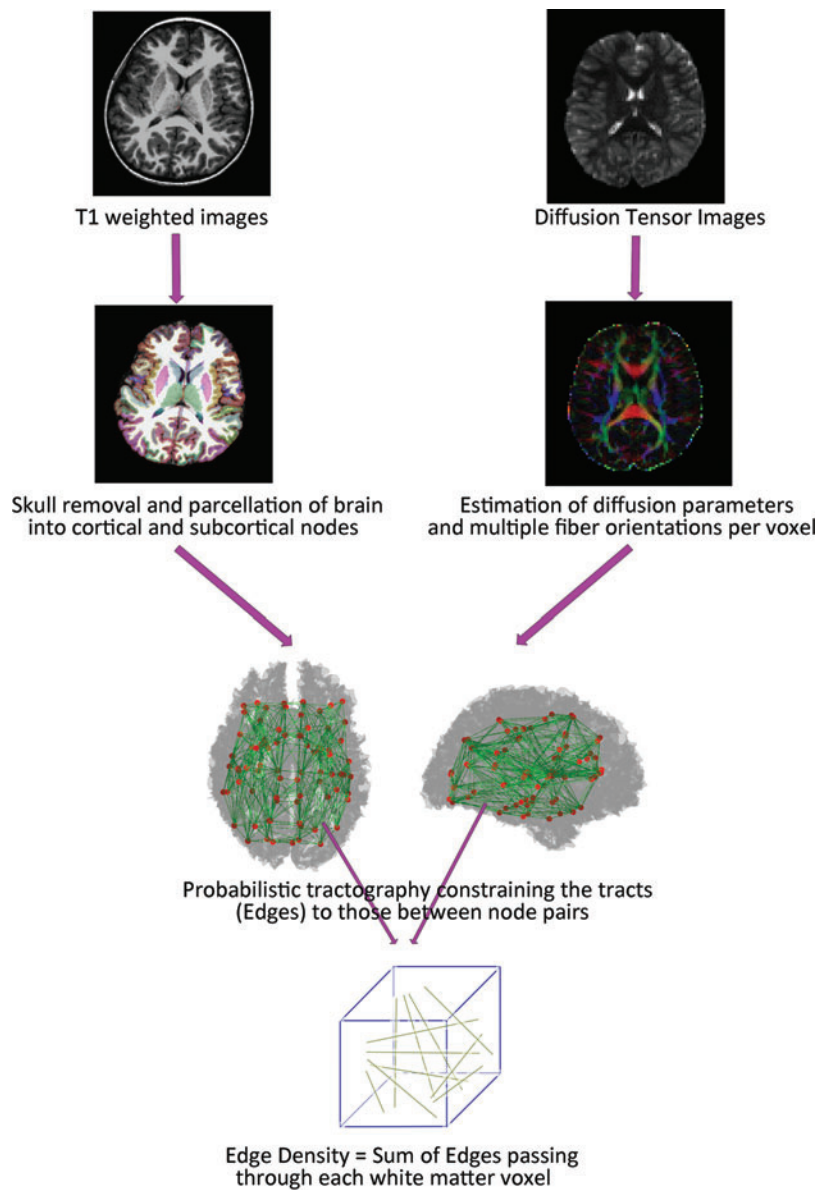 T1 weighted images
Diffusion Tensor Images
Skull removal and parcellation of brain
into cortical and subcortical nodes
Estimation of diffusion parameters
and multiple fiber orientations per voxel
Probabilistic tractography constraining the tracts
(Edges) to those between node pairs
Edge Density = Sum of Edges passing
through each white matter voxel